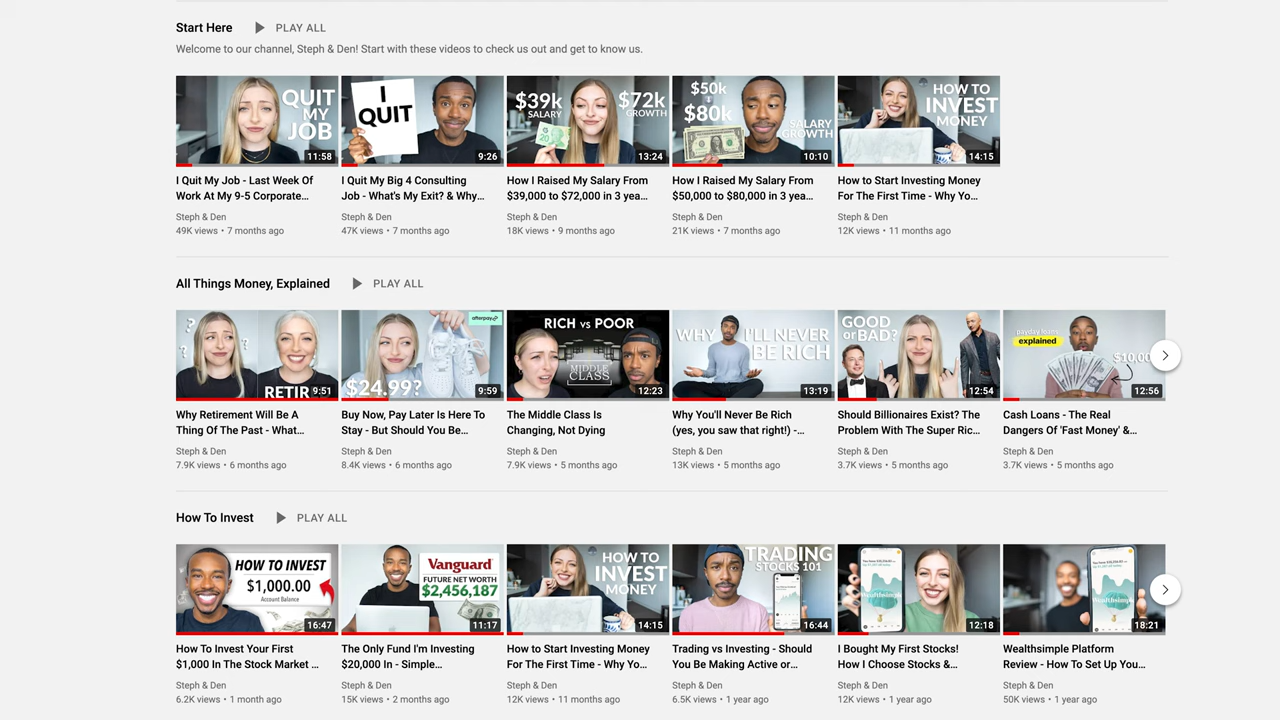 Start Here PLAY ALL
Welcome to our channel, Steph & Den! Start with these videos to check us out and get to know us.
QUIT
MY
JOB
11:58
I
QUIT
9:26
$39k
SALARY
$72k
GROWTH
20
13:24
$50k
$80k
SALARY
GROWTH
10:10
HOW TO
INVEST
MONEY
14:15
I Quit My Job - Last Week Of
Work At My 9-5 Corporate...
Steph & Den
49K views • 7 months ago
I Quit My Big 4 Consulting
Job - What's My Exit? & Why...
Steph & Den
47K views • 7 months ago
How I Raised My Salary From
$39,000 to $72,000 in 3 yea...
Steph & Den
18K views • 9 months ago
How I Raised My Salary From
$50,000 to $80,000 in 3 yea...
Steph & Den
21K views • 7 months ago
How to Start Investing Money
For The First Time - Why Yo...
Steph & Den
12K views • 11 months ago
All Things Money, Explained PLAY ALL
? ?
RETIR
9:51
afterpay
$24.99?
9:59
RICH vs POOR
MIDDLE
CLASS
12:23
WHY I'LL NEVER
BE RICH
13:19
GOOD
or BAD?
12:54
payday loans
explained
$10,00
12:56
Why Retirement Will Be A
Thing Of The Past - What...
Steph & Den
7.9K views • 6 months ago
Buy Now, Pay Later Is Here To
Stay - But Should You Be...
Steph & Den
8.4K views • 6 months ago
The Middle Class Is
Changing, Not Dying
Steph & Den
7.9K views • 5 months ago
Why You'll Never Be Rich
(yes, you saw that right!) -...
Steph & Den
13K views • 5 months ago
Should Billionaires Exist? The
Problem With The Super Ric...
Steph & Den
3.7K views • 5 months ago
Cash Loans - The Real
Dangers Of 'Fast Money' &...
Steph & Den
3.7K views • 5 months ago
How To Invest PLAY ALL
HOW TO INVEST
$1,000.00
Account Balance
16:47
Vanguard
FUTURE NET WORTH
$2,456,187
11:17
HOW TO
INVEST
MONEY
14:15
TRADING
STOCKS 101
16:44
Wealthsimple
12:18
Wealthsimple
18:21
How To Invest Your First
$1,000 In The Stock Market ...
Steph & Den
6.2K views • 1 month ago
The Only Fund I'm Investing
$20,000 In - Simple...
Steph & Den
15K views • 2 months ago
How to Start Investing Money
For The First Time - Why Yo...
Steph & Den
12K views • 11 months ago
Trading vs Investing - Should
You Be Making Active or...
Steph & Den
6.5K views • 1 year ago
I Bought My First Stocks!
How I Choose Stocks &...
Steph & Den
12K views • 1 year ago
Wealthsimple Platform
Review - How To Set Up You...
Steph & Den
50K views • 1 year ago